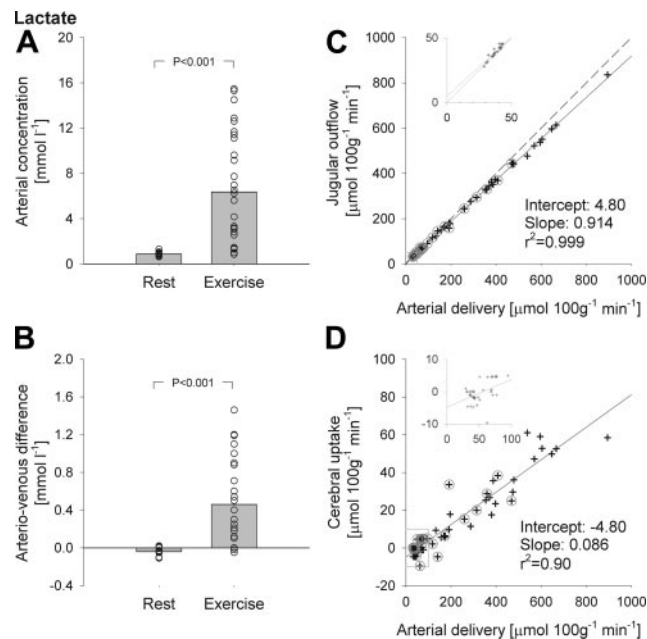 Lactate
A
Arterial concentration
[mmol l⁻¹]
20
16
12
8
4
0
P<0.001
Rest Exercise
C
Jugular outflow
[μmol 100g⁻¹ min⁻¹]
1000
800
600
400
200
0
50
0
0 50
Intercept: 4.80
Slope: 0.914
r²=0.999
0 200 400 600 800 1000
Arterial delivery [μmol 100g⁻¹ min⁻¹]
B
Arterio-venous difference
[mmol l⁻¹]
2.0
1.6
1.2
0.8
0.4
0.0
-0.4
P<0.001
Rest Exercise
D
Cerebral uptake
[μmol 100g⁻¹ min⁻¹]
100
80
60
40
20
0
-20
10
0
-10
0 50 100
Intercept: -4.80
Slope: 0.086
r²=0.90
0 200 400 600 800 1000
Arterial delivery [μmol 100g⁻¹ min⁻¹]